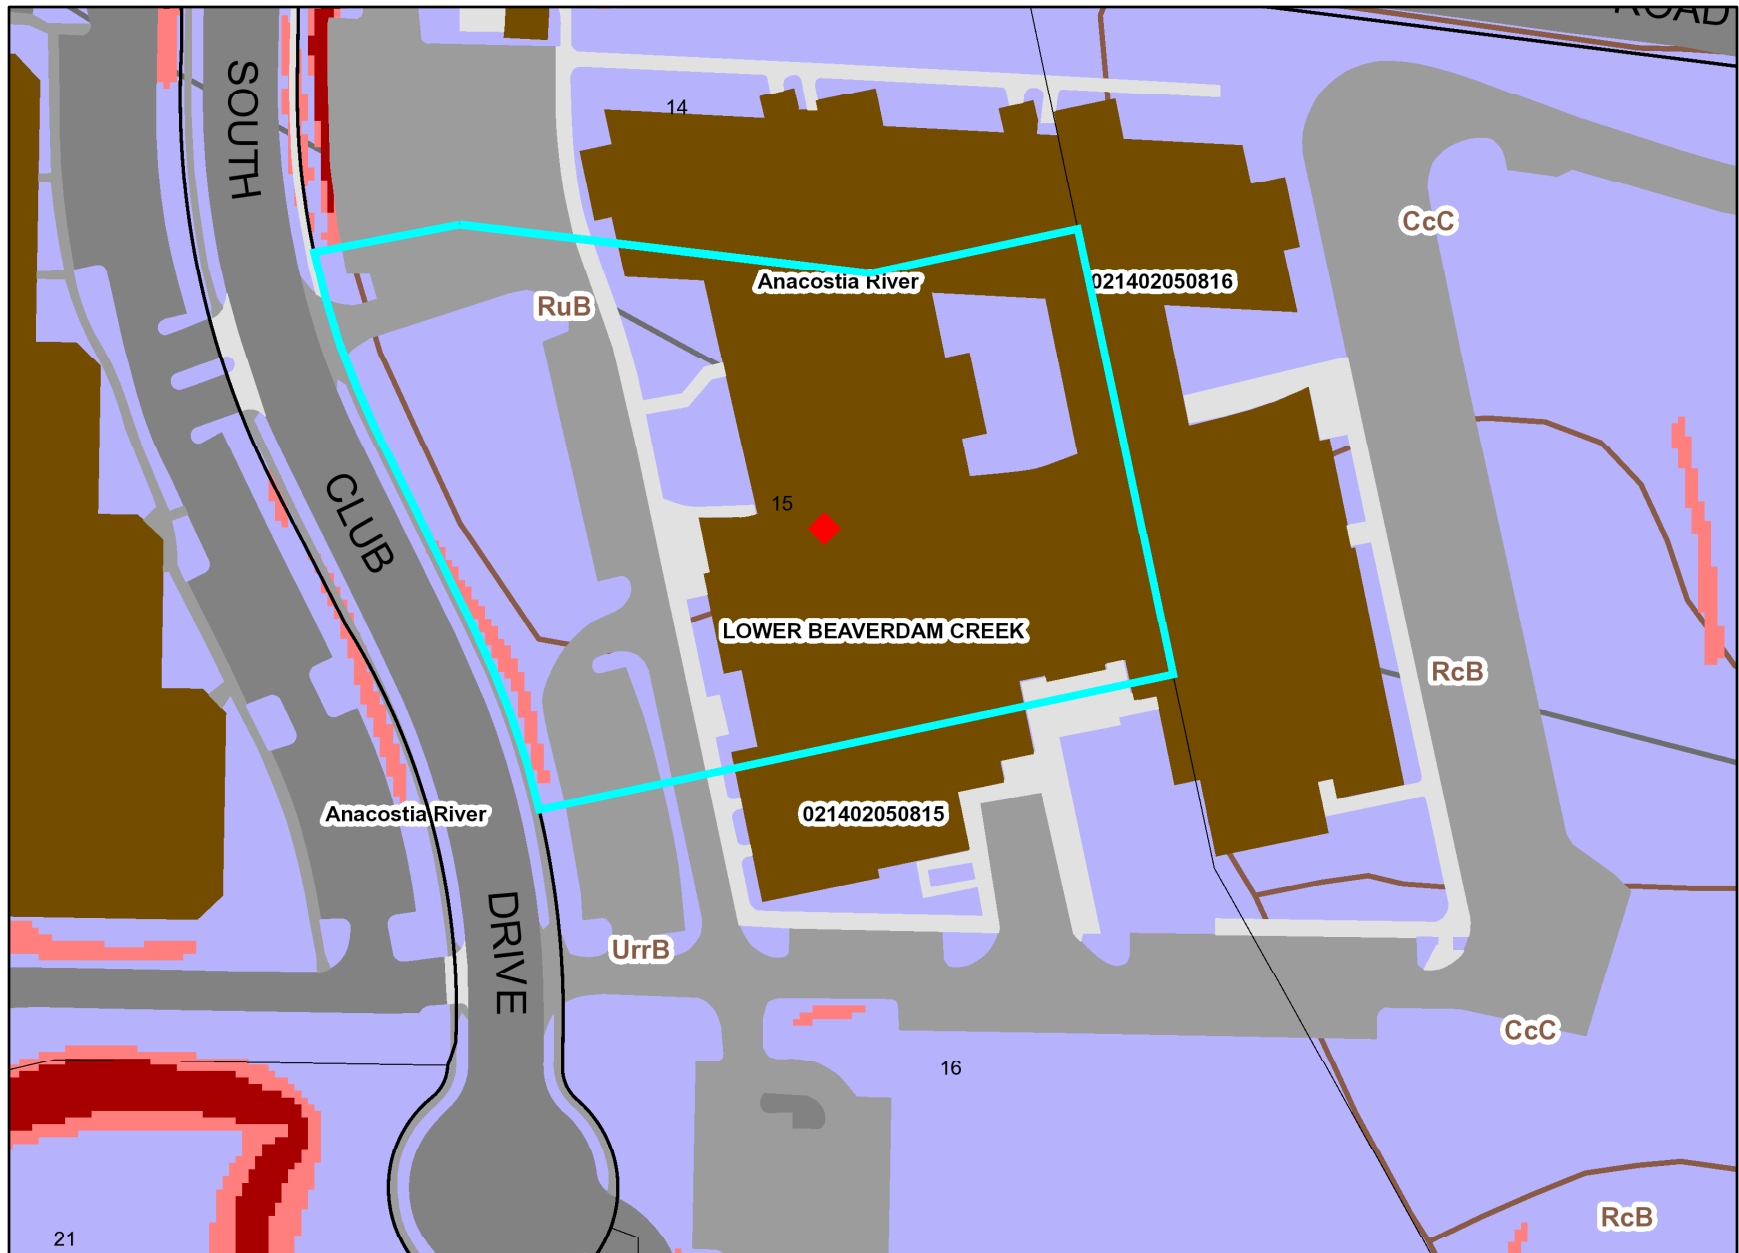 ROAD
SOUTH
14
CcC
Anacostia River
021402050816
RuB
15
CLUB
LOWER BEAVERDAM CREEK
RcB
Anacostia River
021402050815
DRIVE
UrrB
CcC
16
RcB
21